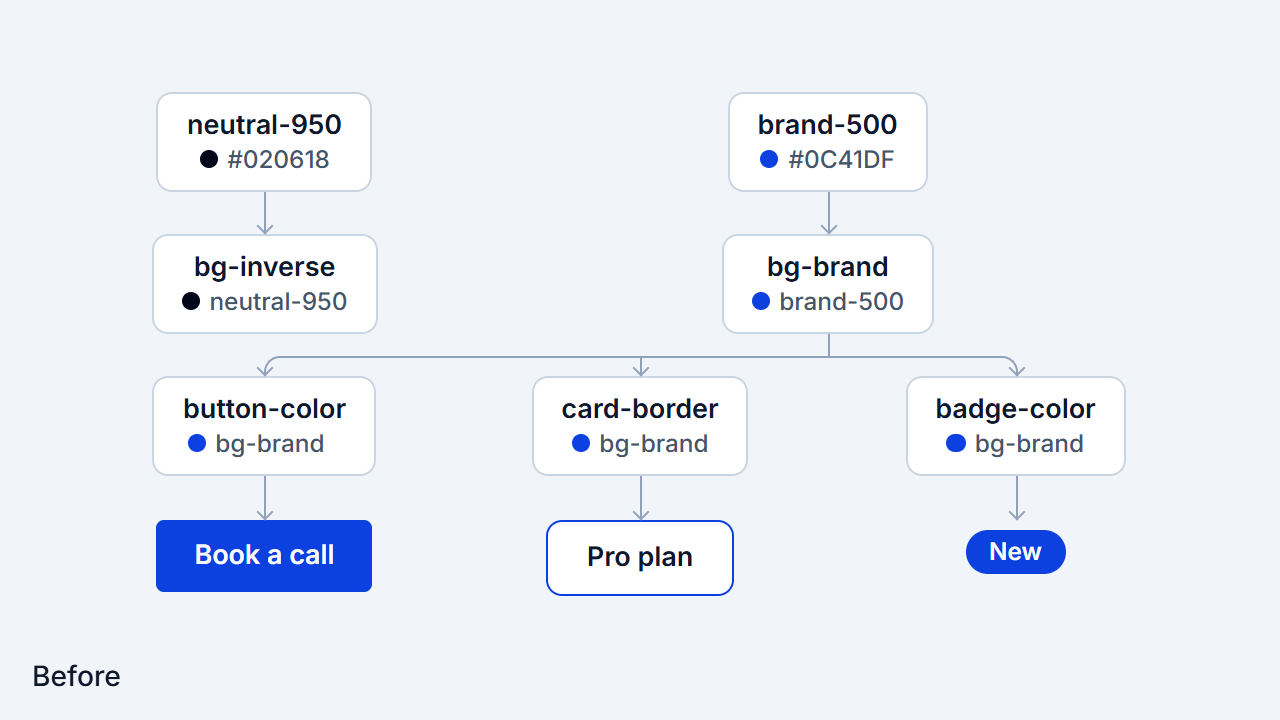 neutral-950
#020618
brand-500
#0C41DF
bg-inverse
neutral-950
bg-brand
brand-500
button-color
bg-brand
card-border
bg-brand
badge-color
bg-brand
Book a call
Pro plan
New
Before